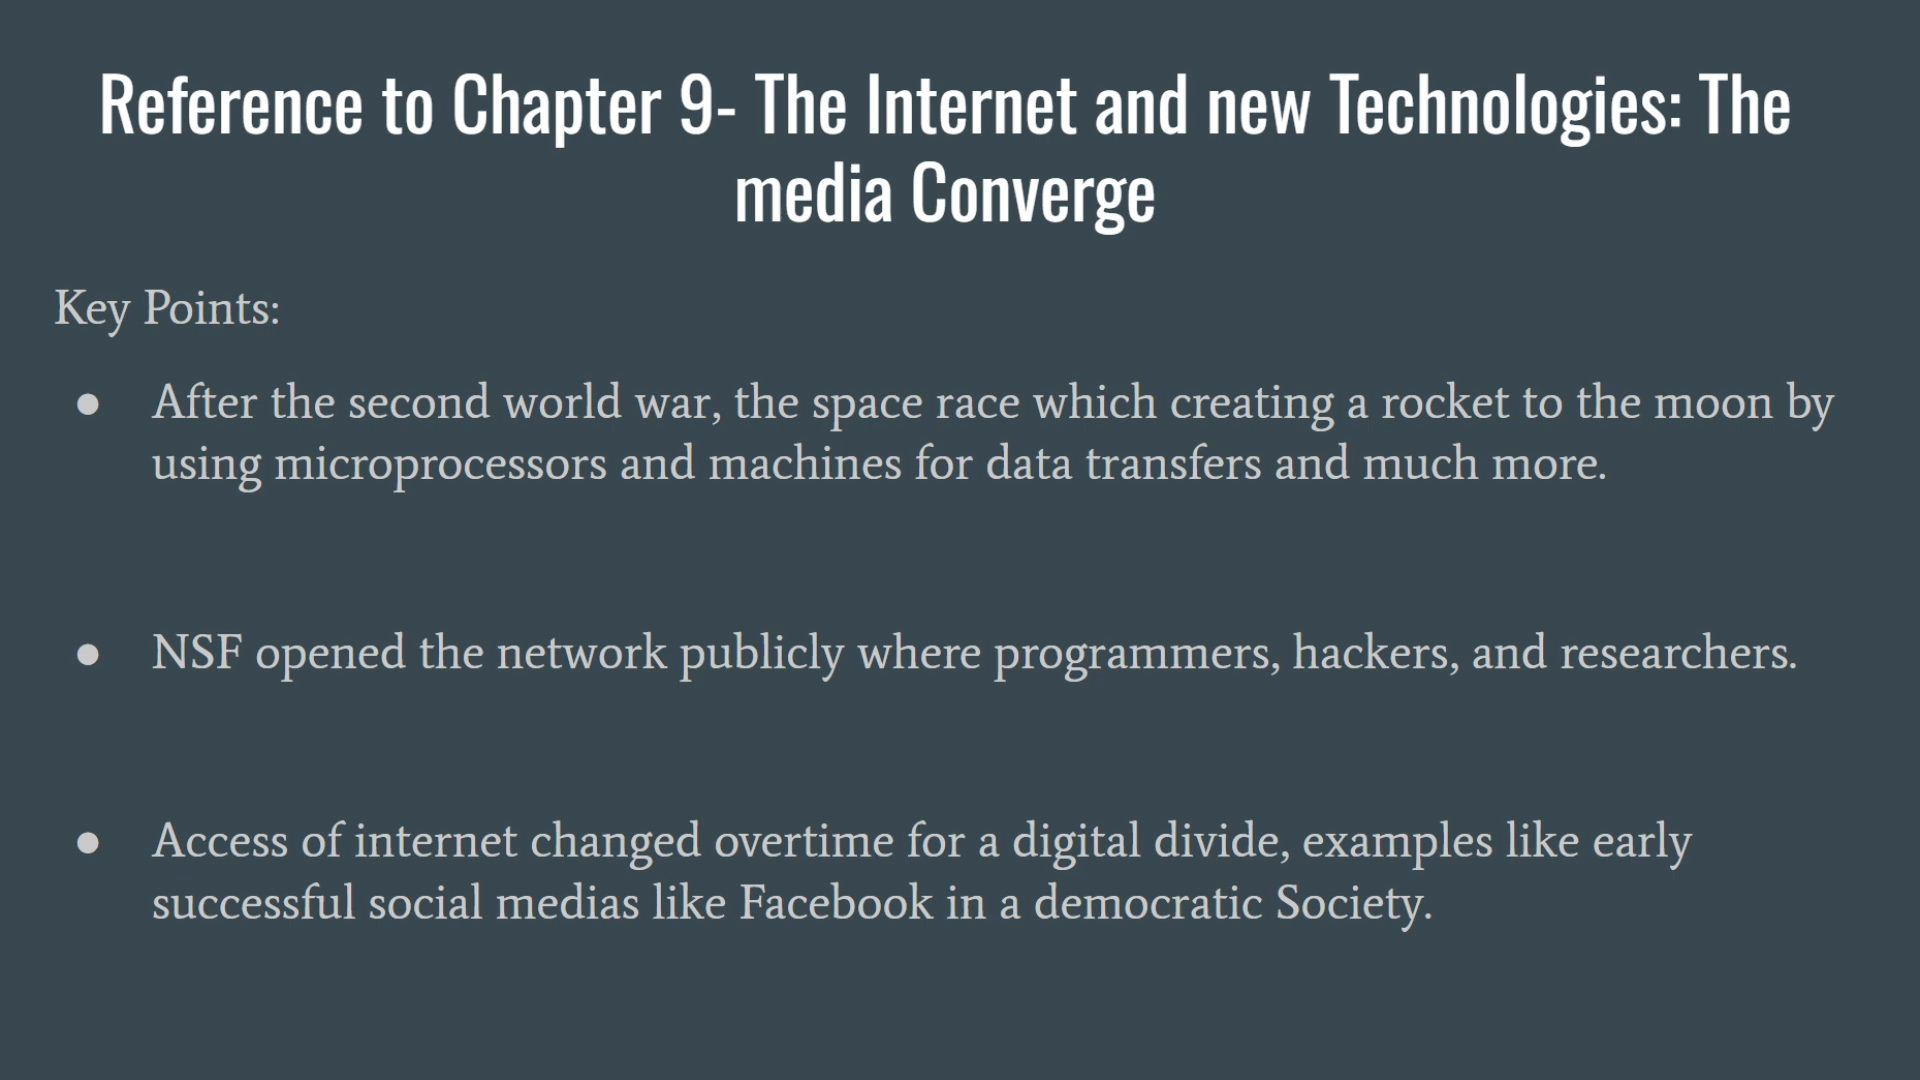 Reference to Chapter 9- The Internet and new Technologies: The
media Converge
Key Points:
● After the second world war, the space race which creating a rocket to the moon by
using microprocessors and machines for data transfers and much more.
● NSF opened the network publicly where programmers, hackers, and researchers.
● Access of internet changed overtime for a digital divide, examples like early
successful social medias like Facebook in a democratic Society.